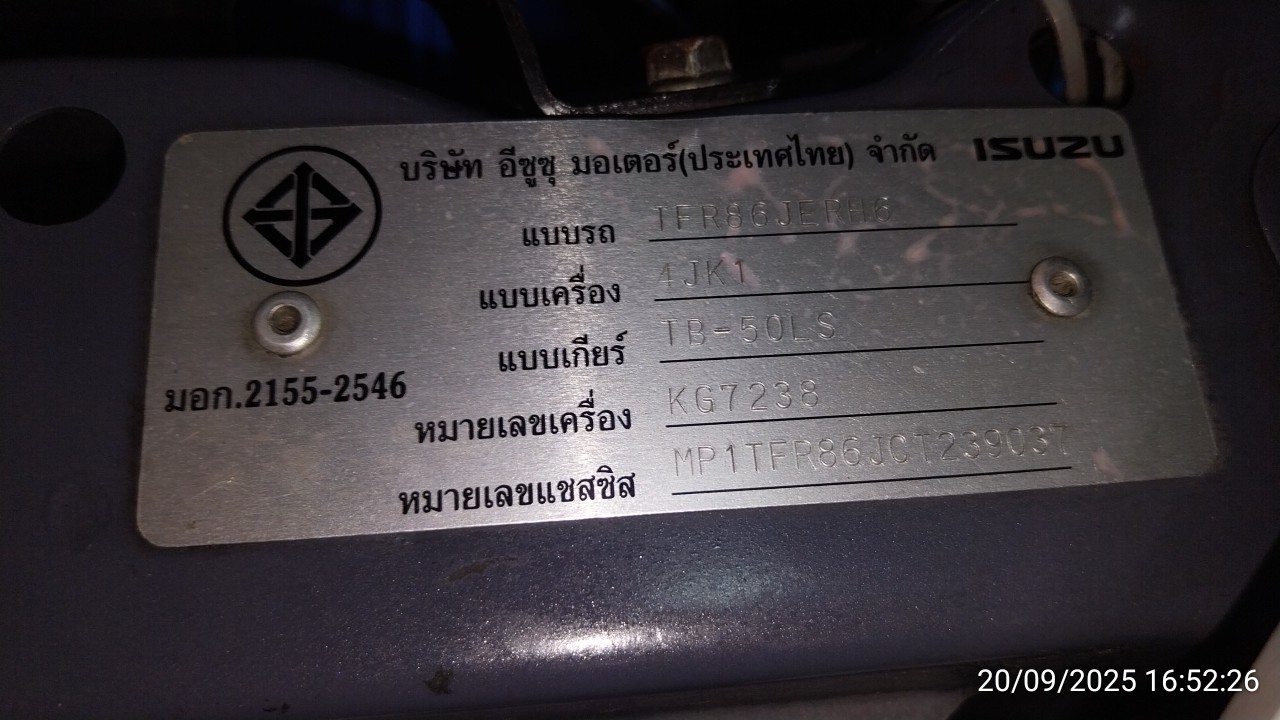 บริษัท อีซูซุ มอเตอร์(ประเทศไทย) จำกัด ISUZU
แบบรถ TFR86JERH6
แบบเครื่อง 4JK1
แบบเกียร์ TB-50LS
มอก.2155-2546
หมายเลขเครื่อง KG7238
หมายเลขแชสซิส MP1TFR86JCT239037
20/09/2025 16:52:26